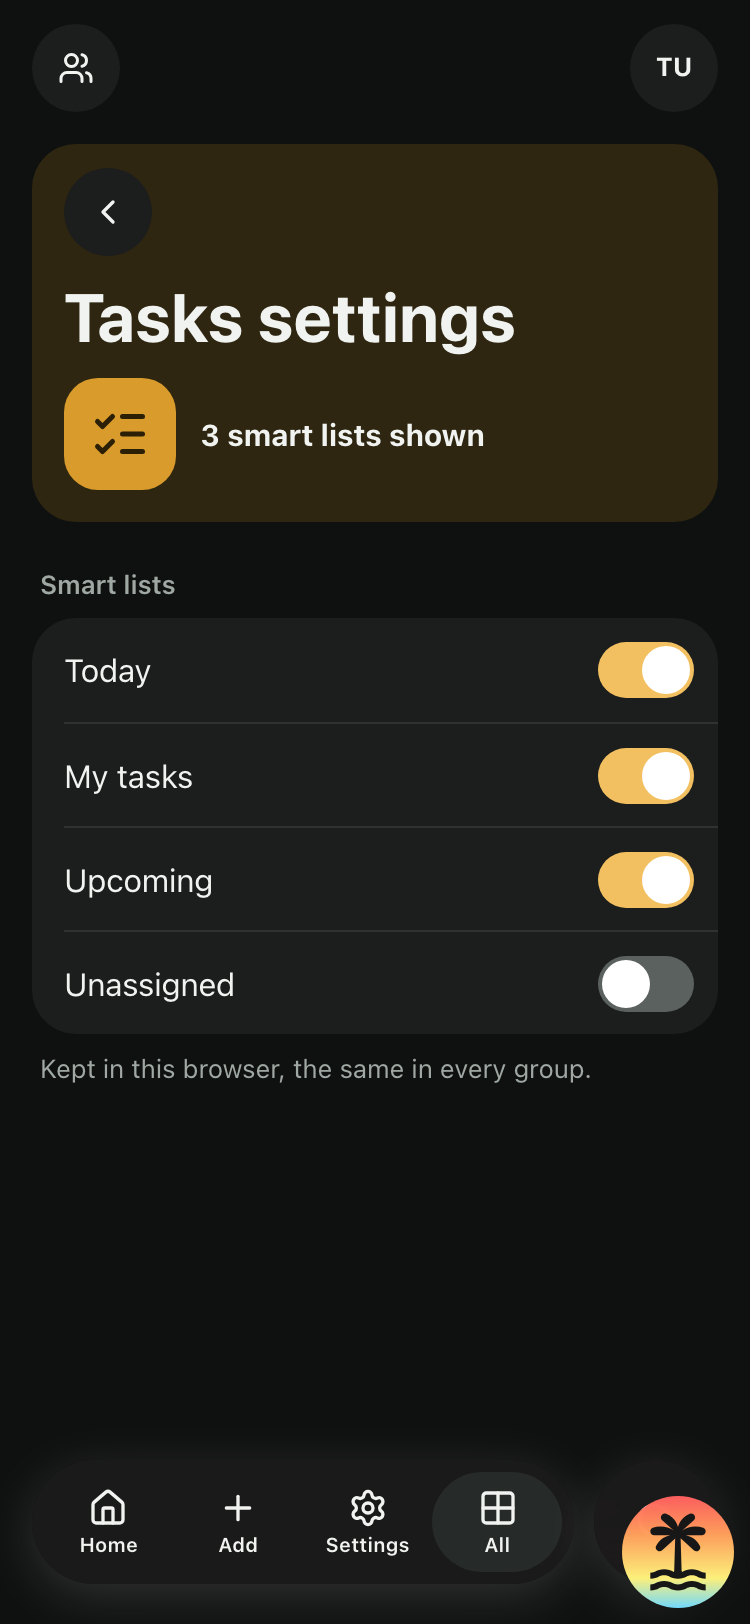 TU
Tasks settings
3 smart lists shown
Smart lists
Today
My tasks
Upcoming
Unassigned
Kept in this browser, the same in every group.
Home
Add
Settings
All